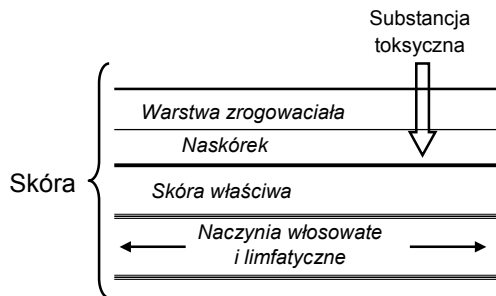 Substancja
toksyczna
Warstwa zrogowaciała
Naskórek
Skóra
Skóra właściwa
Naczynia włosowate
i limfatyczne